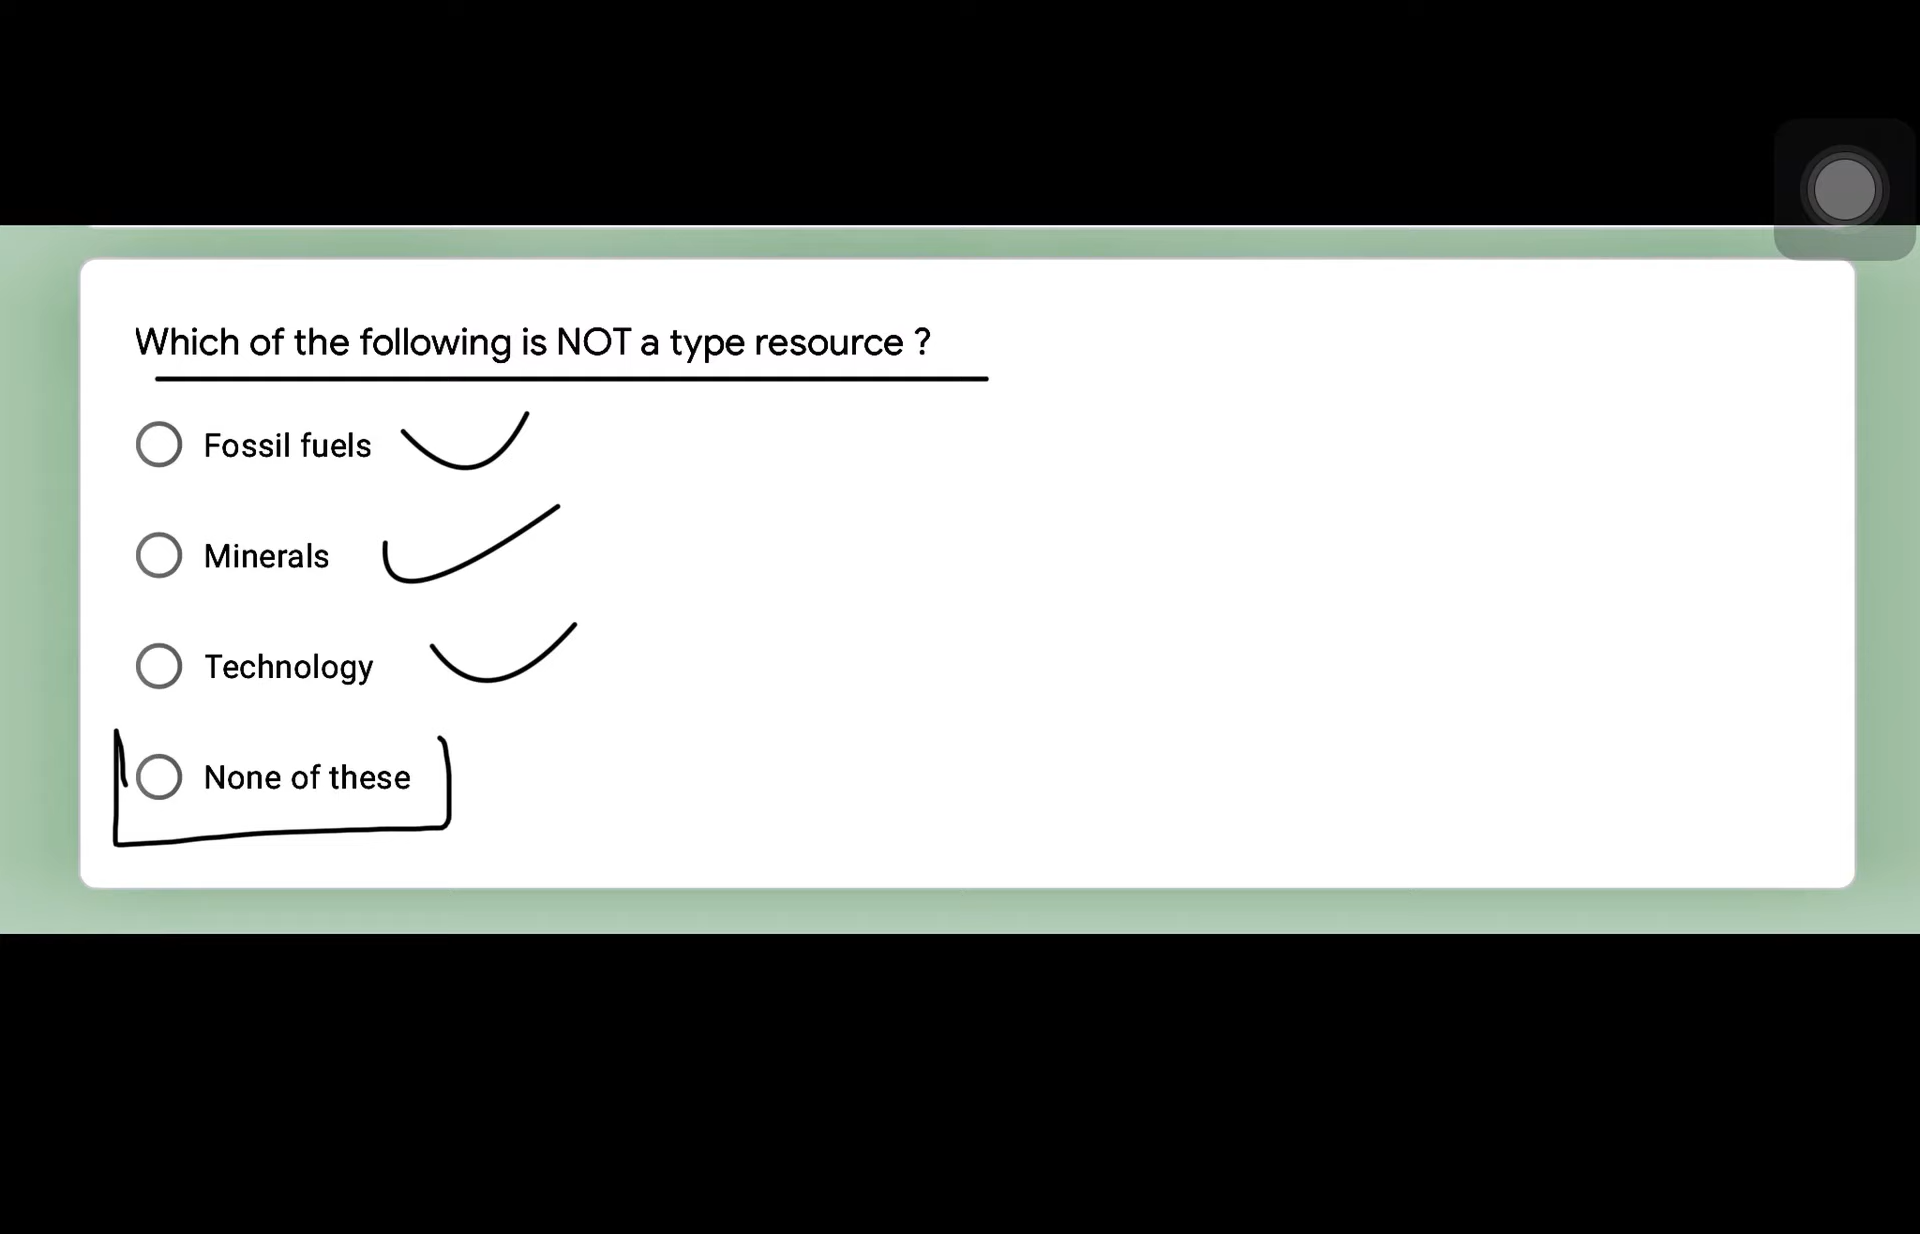 Which of the following is NOT a type resource ?
Fossil fuels
Minerals
Technology
None of these